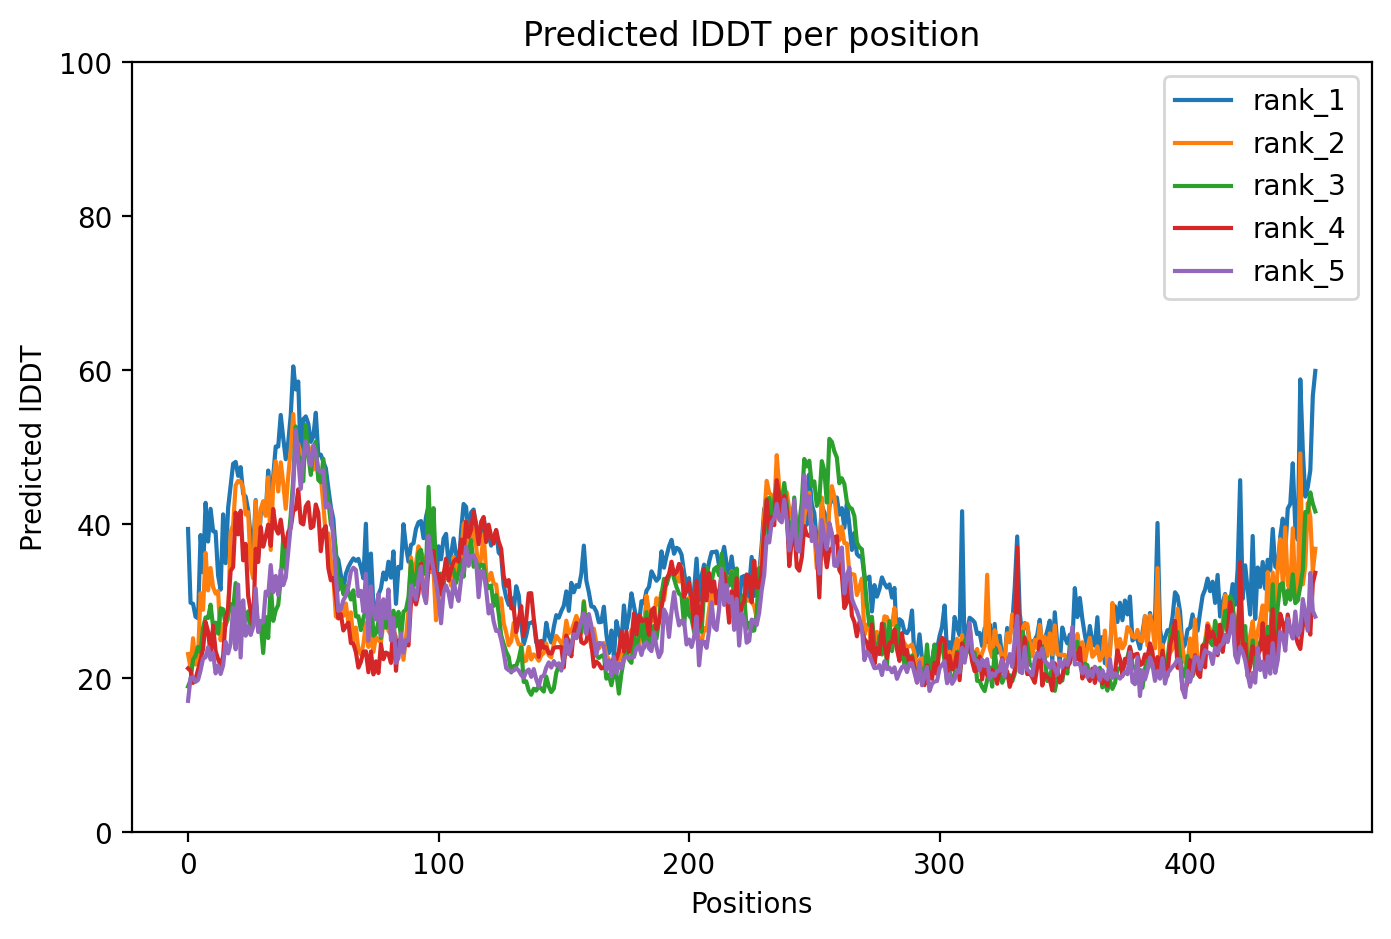 Predicted lDDT per position
100
80
60
40
20
0
Predicted lDDT
0 100 200 300 400
Positions
rank_1
rank_2
rank_3
rank_4
rank_5